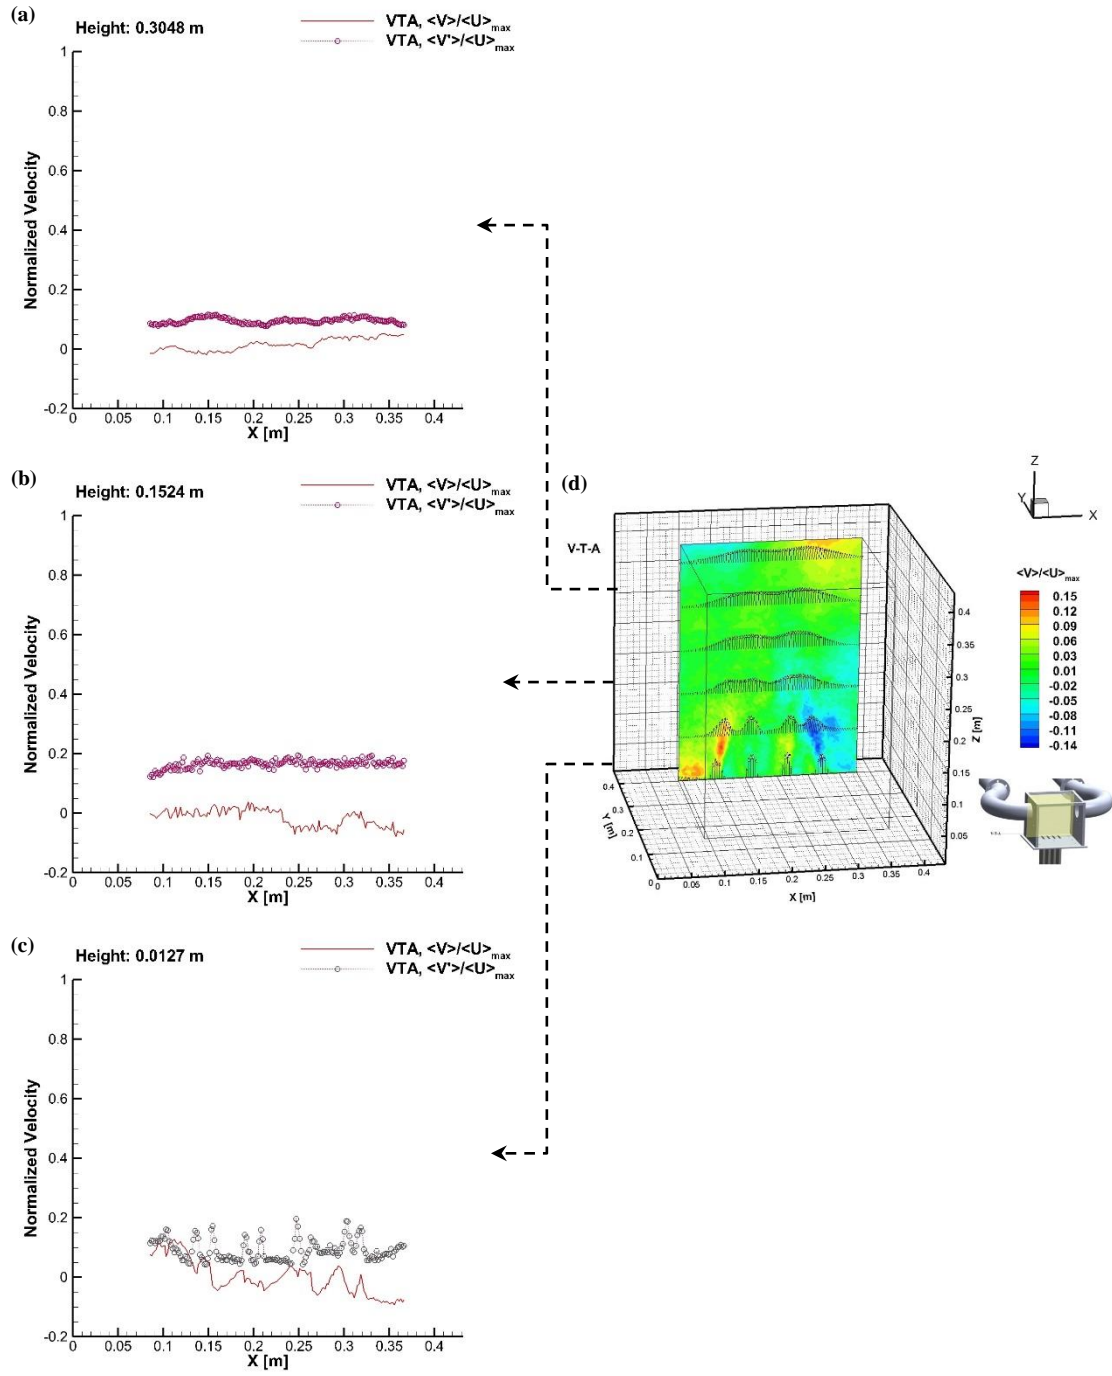 (a)
Height: 0.3048 m
VTA, <V>/<U>max
VTA, <V'>/<U>max
1
0.8
0.6
0.4
0.2
0
-0.2
Normalized Velocity
0 0.05 0.1 0.15 0.2 0.25 0.3 0.35 0.4
X [m]
(b)
Height: 0.1524 m
VTA, <V>/<U>max
VTA, <V'>/<U>max
1
0.8
0.6
0.4
0.2
0
-0.2
Normalized Velocity
0 0.05 0.1 0.15 0.2 0.25 0.3 0.35 0.4
X [m]
(c)
Height: 0.0127 m
VTA, <V>/<U>max
VTA, <V'>/<U>max
1
0.8
0.6
0.4
0.2
0
-0.2
Normalized Velocity
0 0.05 0.1 0.15 0.2 0.25 0.3 0.35 0.4
X [m]
(d)
V-T-A
Z
Y
X
<V>/<U>max
0.15
0.12
0.09
0.06
0.03
0.01
-0.02
-0.05
-0.08
-0.11
-0.14
0.4
0.35
0.3
0.25
0.2
0.15
0.1
0.05
Z [m]
0.4
0.3
0.2
0.1
0
Y [m]
0 0.05 0.1 0.15 0.2 0.25 0.3 0.35 0.4
X [m]